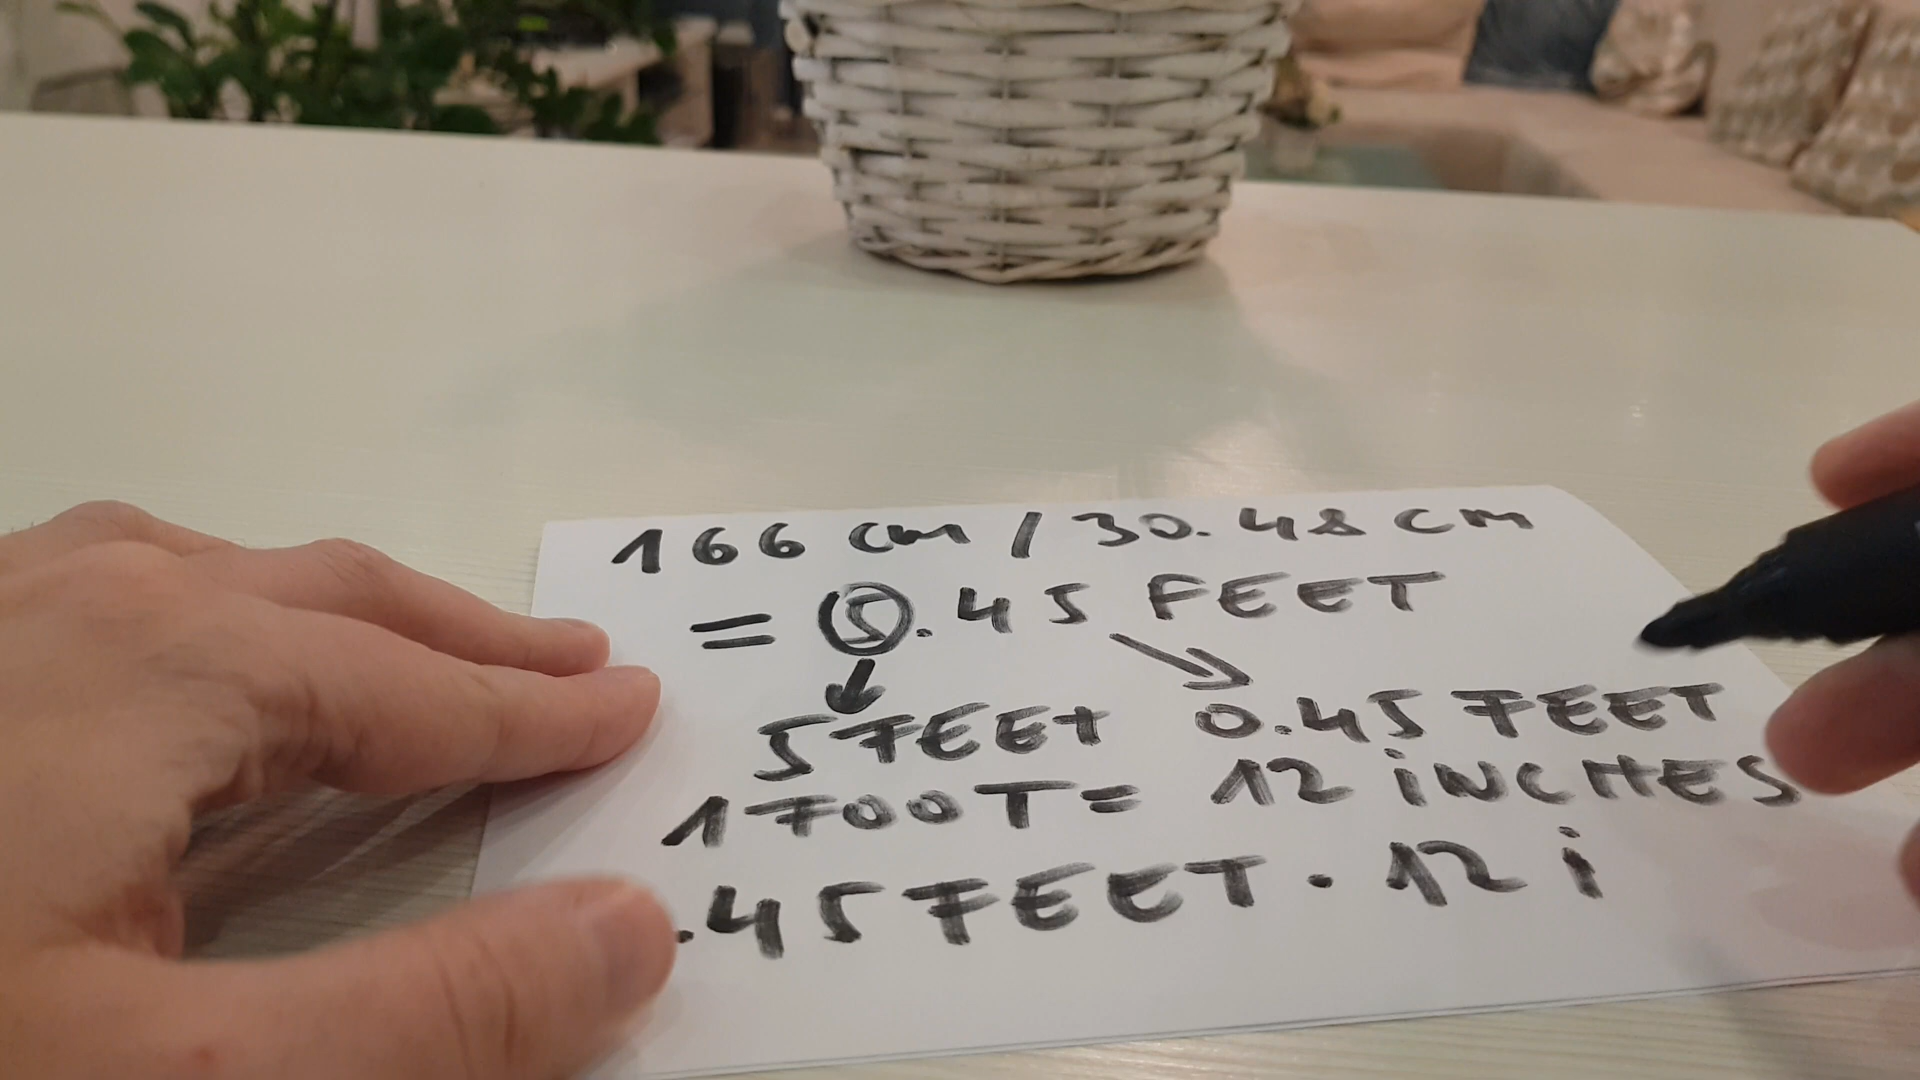 166 cm / 30.48 cm
= 5.45 FEET
5 FEET 0.45 FEET
1 FOOT = 12 iNCHES
.45 FEET · 12 i